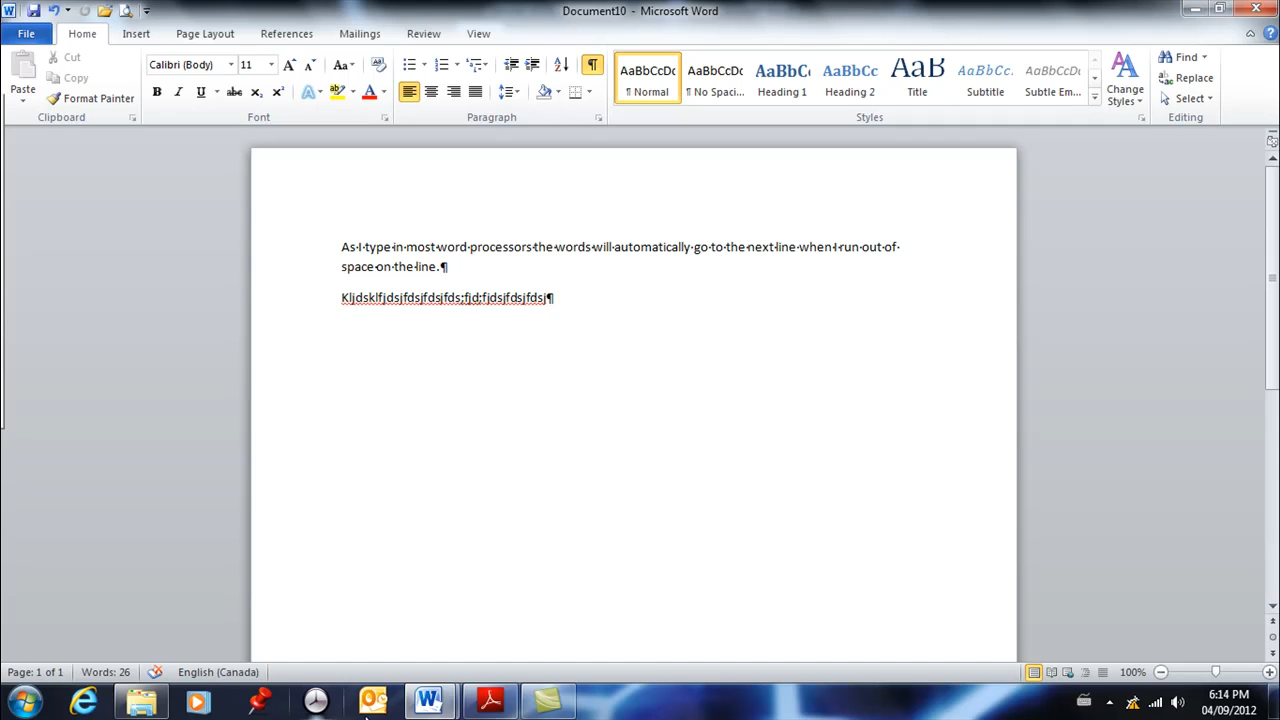 Document10 - Microsoft Word
File Home Insert Page Layout References Mailings Review View
Cut
Copy
Format Painter
Paste
Clipboard
Calibri (Body) 11
Font
Paragraph
AaBbCcDc AaBbCcDc AaBbCc AaBbCc AaB AaBbCc. AaBbCcDc
¶ Normal ¶ No Spaci... Heading 1 Heading 2 Title Subtitle Subtle Em...
Styles
Change Styles
Find
Replace
Select
Editing
As·I·type·in·most·word·processors·the·words·will·automatically·go·to·the·next·line·when·I·run·out·of·
space·on·the·line.¶
Kljdsklfjdsjfdsjfdsjfds;fjd;fjdsjfdsjfdsj¶
Page: 1 of 1 Words: 26 English (Canada) 100%
6:14 PM
04/09/2012